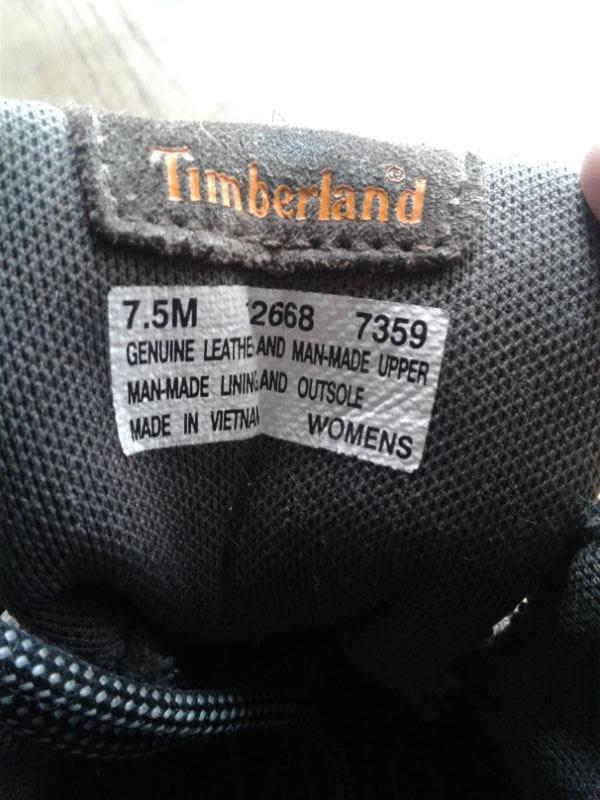 Timberland®
7.5M 2668 7359
GENUINE LEATHE AND MAN-MADE UPPER
MAN-MADE LINING AND OUTSOLE
MADE IN VIETNA WOMENS